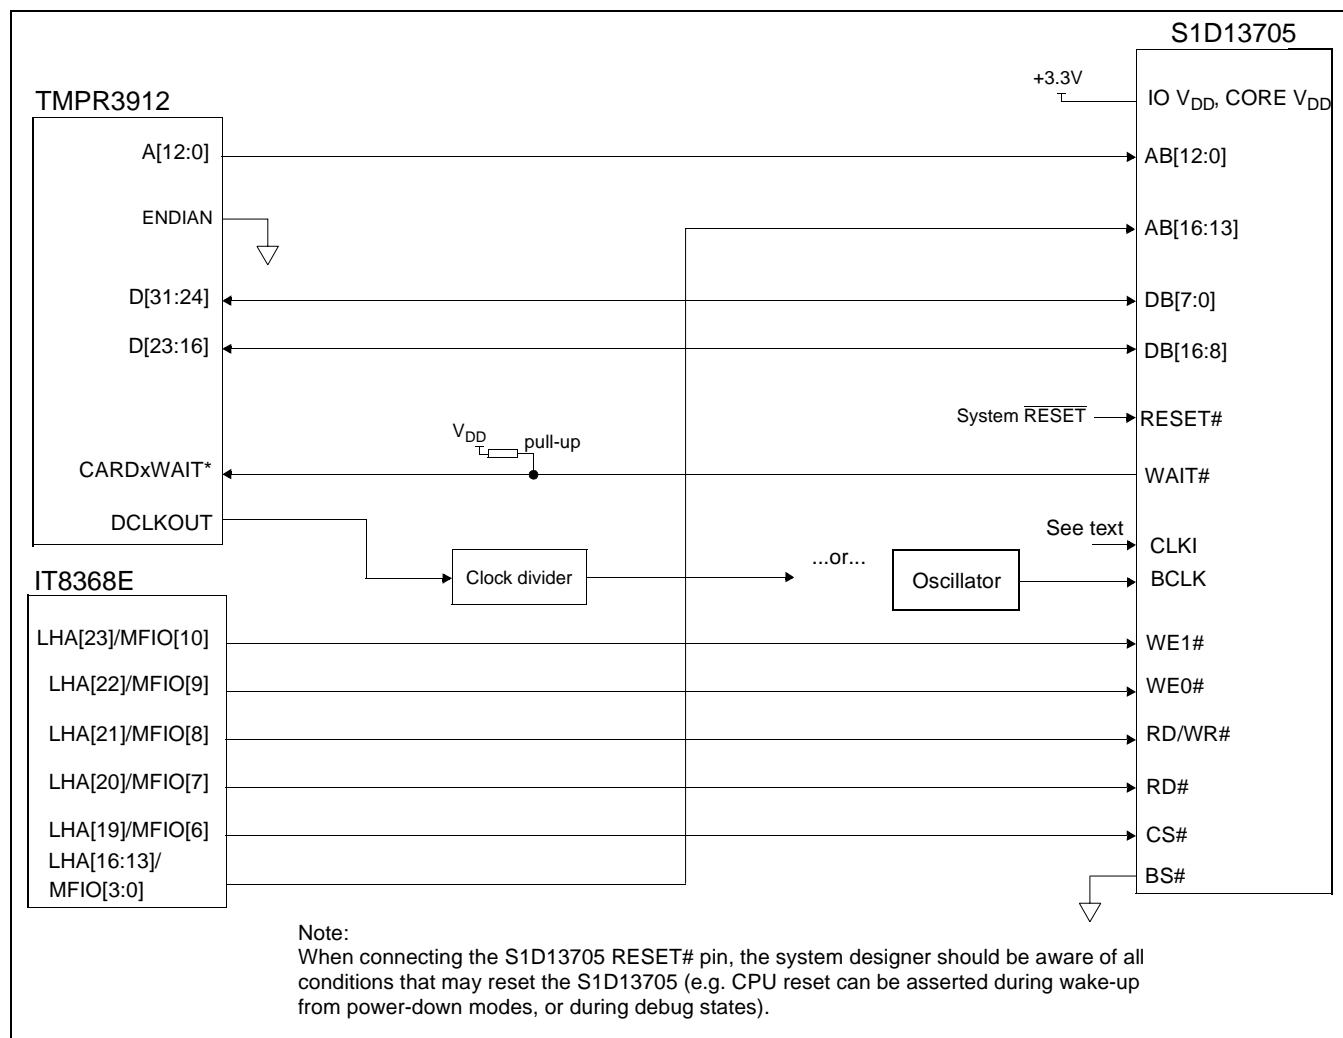 S1D13705
+3.3V
IO VDD, CORE VDD
TMPR3912
A[12:0]
AB[12:0]
ENDIAN
AB[16:13]
D[31:24]
DB[7:0]
D[23:16]
DB[16:8]
System RESET
RESET#
VDD
pull-up
CARDxWAIT*
WAIT#
DCLKOUT
See text
CLKI
Clock divider
...or...
Oscillator
BCLK
IT8368E
LHA[23]/MFIO[10]
WE1#
LHA[22]/MFIO[9]
WE0#
LHA[21]/MFIO[8]
RD/WR#
LHA[20]/MFIO[7]
RD#
LHA[19]/MFIO[6]
CS#
LHA[16:13]/
MFIO[3:0]
BS#
Note:
When connecting the S1D13705 RESET# pin, the system designer should be aware of all
conditions that may reset the S1D13705 (e.g. CPU reset can be asserted during wake-up
from power-down modes, or during debug states).